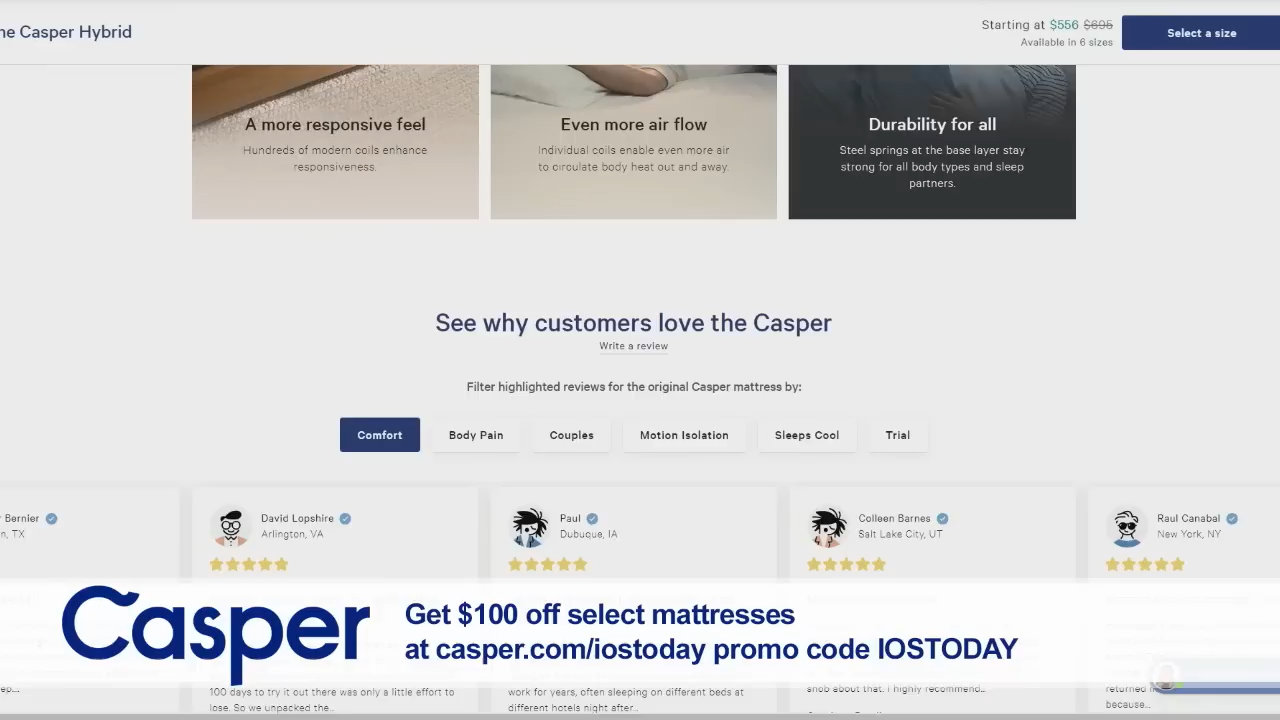 ne Casper Hybrid
Starting at $556 $695
Available in 6 sizes
Select a size
A more responsive feel
Hundreds of modern coils enhance
responsiveness.
Even more air flow
Individual coils enable even more air
to circulate body heat out and away.
Durability for all
Steel springs at the base layer stay
strong for all body types and sleep
partners.
See why customers love the Casper
Write a review
Filter highlighted reviews for the original Casper mattress by:
Comfort
Body Pain
Couples
Motion Isolation
Sleeps Cool
Trial
Bernier
n, TX
David Lopshire
Arlington, VA
Paul
Dubuque, IA
Colleen Barnes
Salt Lake City, UT
Raul Canabal
New York, NY
Casper
Get $100 off select mattresses
at casper.com/iostoday promo code IOSTODAY
ep...
100 days to try it out there was only a little effort to
lose. So we unpacked the...
work for years, often sleeping on different beds at
different hotels night after...
snob about that. I highly recommend...
returned
because...